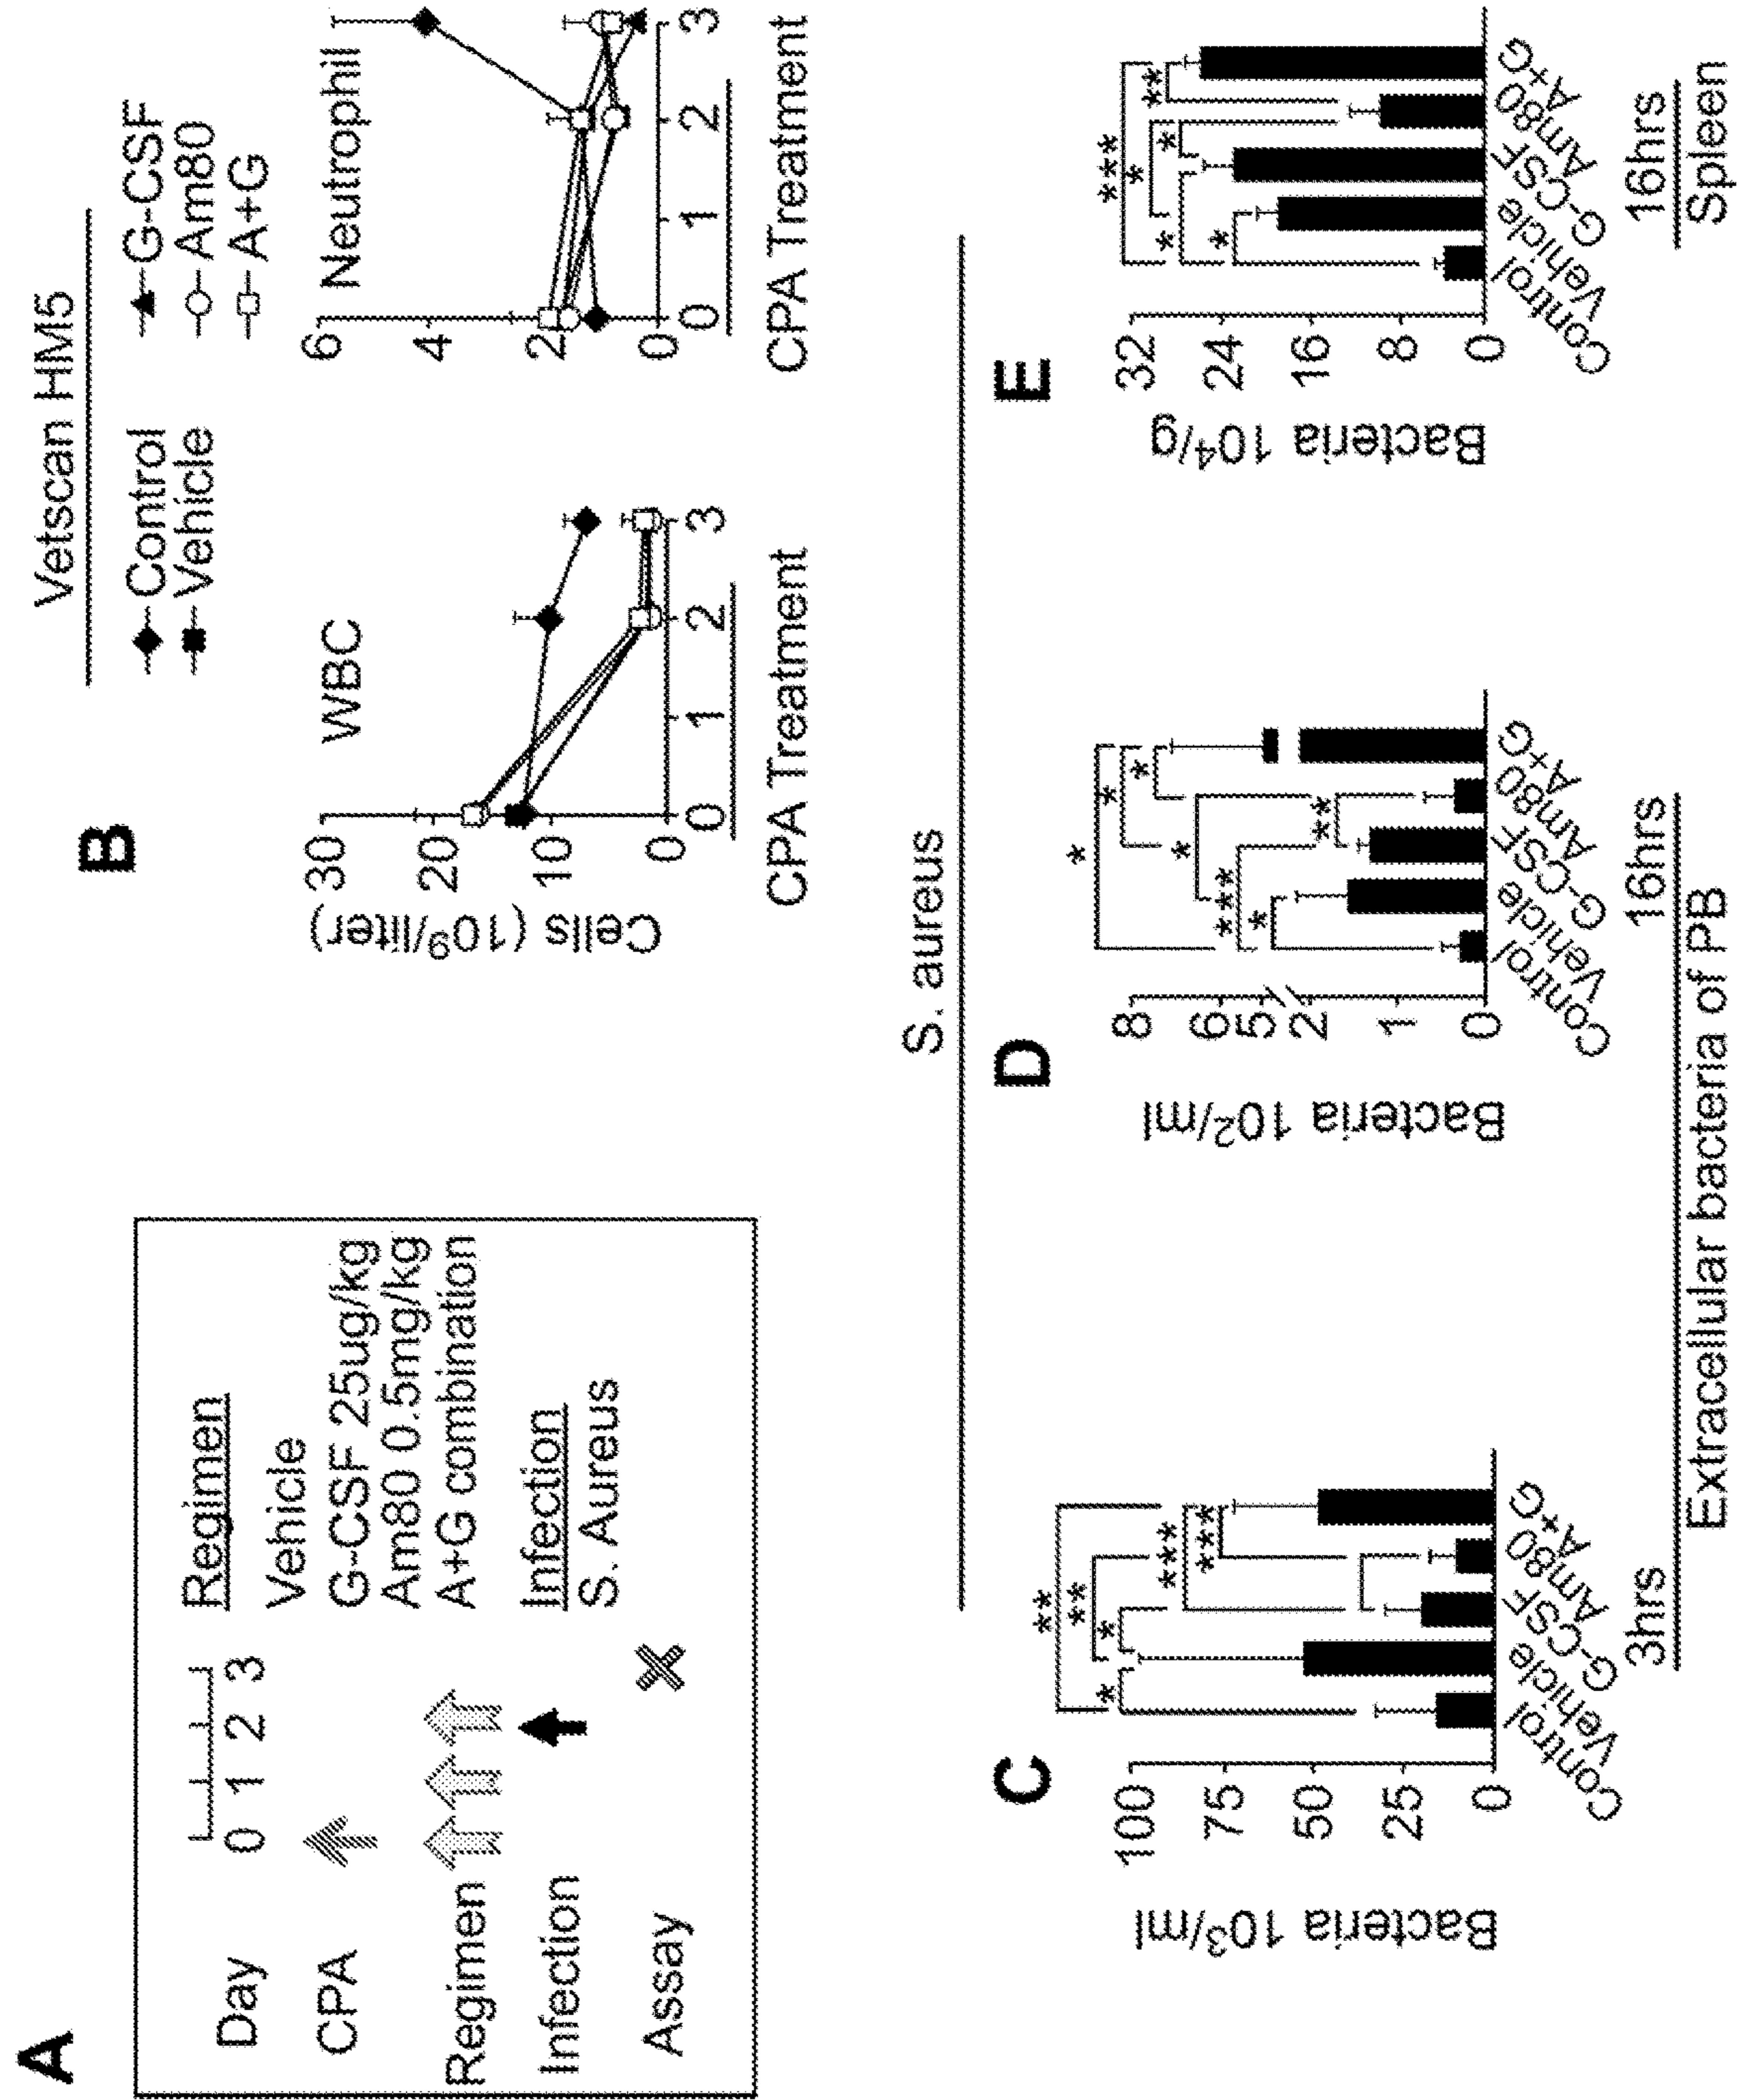 A
Day 0 1 2 3
CPA
Regimen
Infection
Assay
Regimen
Vehicle
G-CSF 25ug/kg
Am80 0.5mg/kg
A+G combination
Infection
S. Aureus
B
Vetscan HM5
Control
Vehicle
G-CSF
Am80
A+G
Cells (10⁹/liter)
WBC
30
20
10
0
0 1 2 3
CPA Treatment
Neutrophil
6
4
2
0
0 1 2 3
CPA Treatment
S. aureus
C
Bacteria 10³/ml
100
75
50
25
0
** ** * * *** ***
Control Vehicle G-CSF Am80 A+G
3hrs
D
Bacteria 10²/ml
8
6
5
2
1
0
* * * * *** * **
Control Vehicle G-CSF Am80 A+G
16hrs
Extracellular bacteria of PB
E
Bacteria 10⁴/g
32
24
16
8
0
*** * * * * **
Control Vehicle G-CSF Am80 A+G
16hrs
Spleen